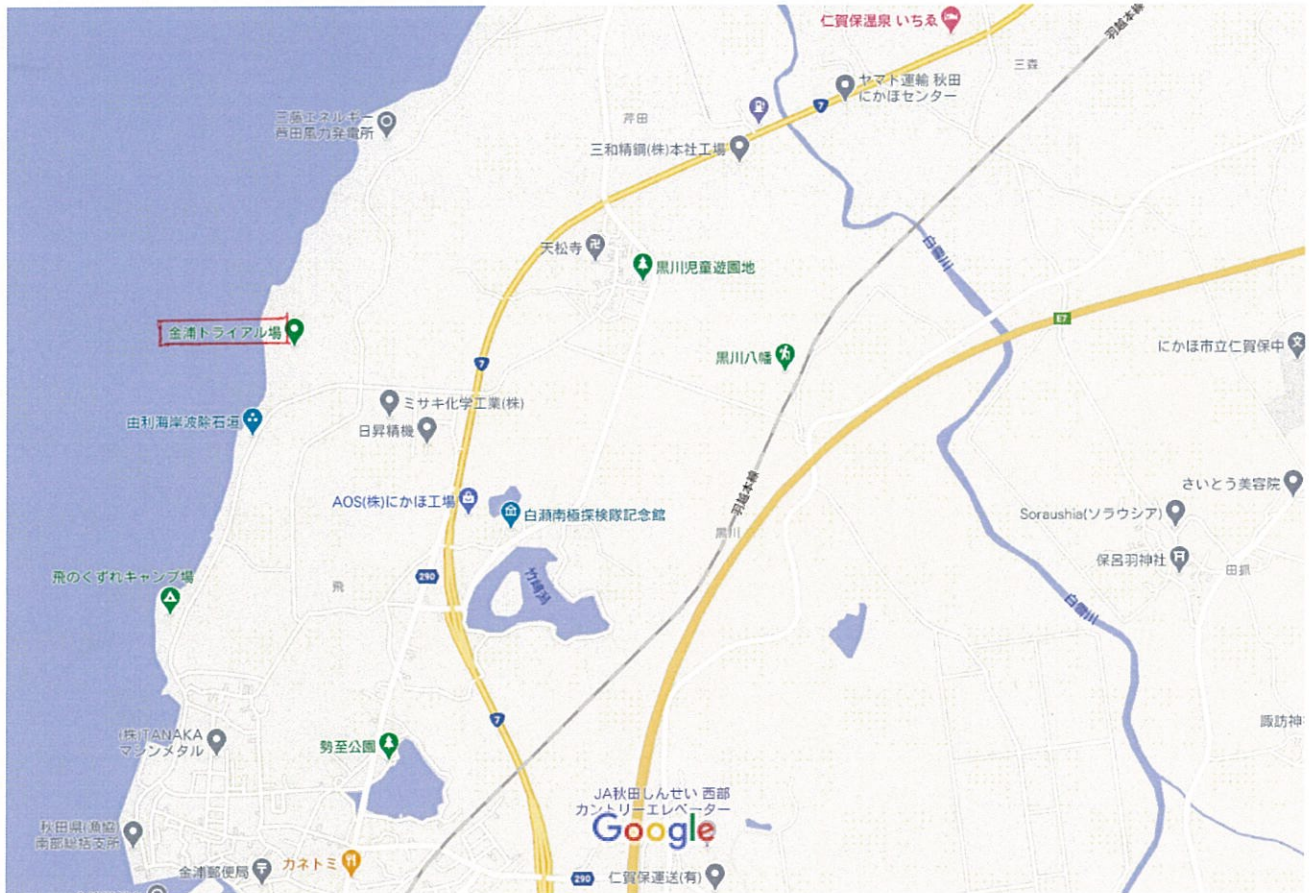 仁賀保温泉 いちゑ
羽越本線
三森
ヤマト運輸 秋田
にかほセンター
7
芹田
三和精鋼(株)本社工場
芹田風力発電所
天松寺
黒川児童遊園地
白雪川
E7
金浦トライアル場
7
黒川八幡
にかほ市立仁賀保中
由利海岸波除石垣
ミサキ化学工業(株)
日昇精機
羽越本線
さいとう美容院
AOS(株)にかほ工場
白瀬南極探検隊記念館
Soraushia(ソラウシア)
黒川
保呂羽神社
田抓
飛のくずれキャンプ場
290
飛
竹嶋潟
白雪川
7
諏訪神
(株)TANAKA
マシンメタル
勢至公園
JA秋田しんせい 西部
カントリーエレベーター
Google
秋田県漁協
南部総括支所
金浦郵便局
カネトミ
290
仁賀保運送(有)